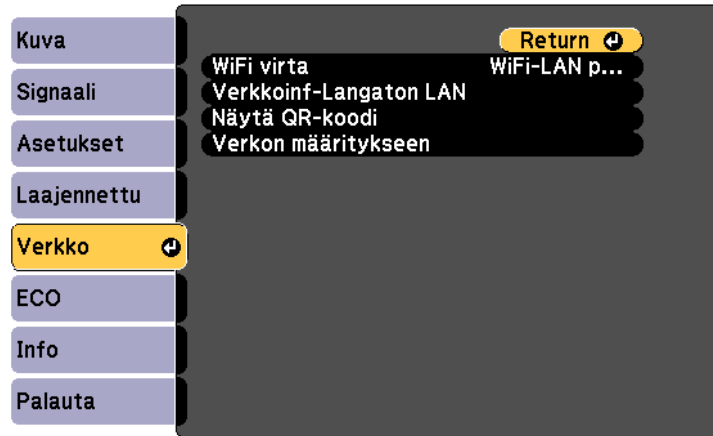 Kuva
Signaali
Asetukset
Laajennettu
Verkko
ECO
Info
Palauta
Return
WiFi virta WiFi-LAN p...
Verkkoinf-Langaton LAN
Näytä QR-koodi
Verkon määritykseen